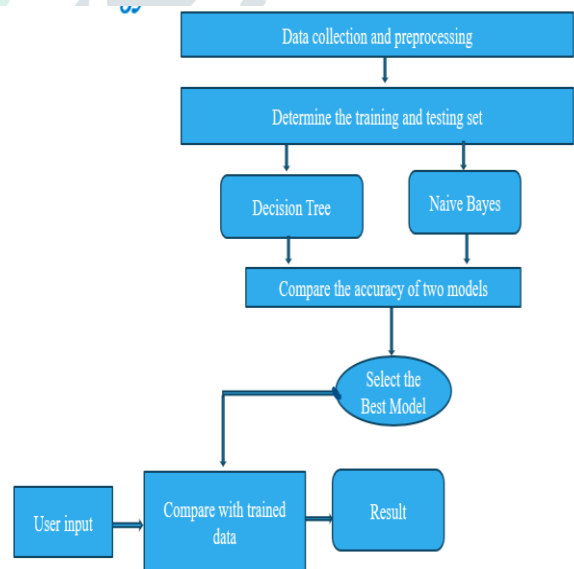 Data collection and preprocessing
Determine the training and testing set
Decision Tree
Naive Bayes
Compare the accuracy of two models
Select the
Best Model
User input
Compare with trained
data
Result